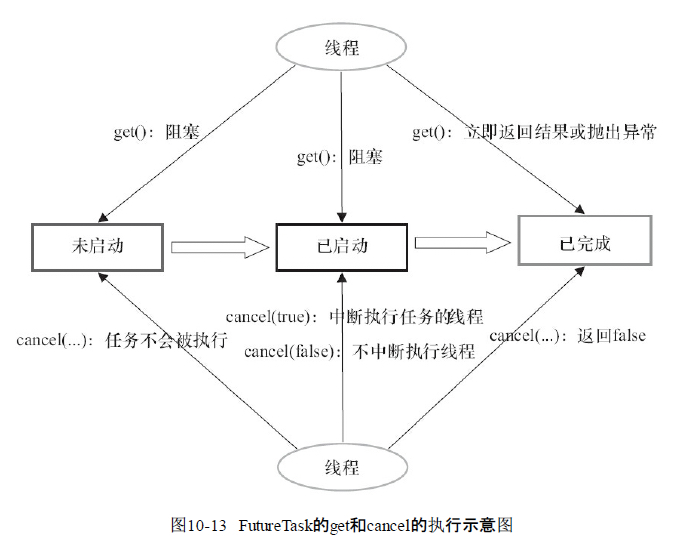 线程
get()：阻塞
get()：立即返回结果或抛出异常
get()：阻塞
未启动
已启动
已完成
cancel(true)：中断执行任务的线程
cancel(...)：任务不会被执行
cancel(...)：返回false
cancel(false)：不中断执行线程
线程
图10-13 FutureTask的get和cancel的执行示意图